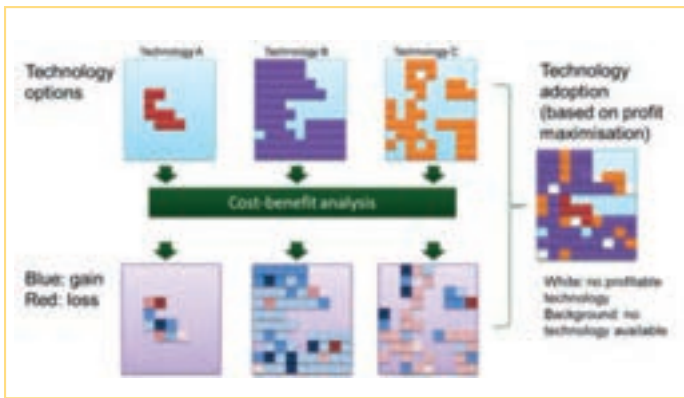 Technology A
Technology B
Technology C
Technology
options
Technology
adoption
(based on profit
maximisation)
Cost-benefit analysis
Blue: gain
Red: loss
White: no profitable
technology
Background: no
technology available